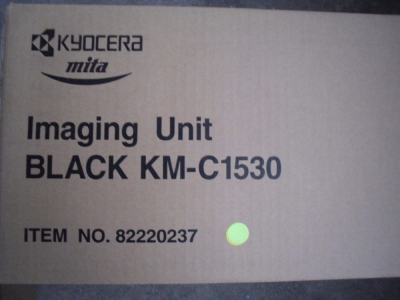 KYOCERA
mita
Imaging Unit
BLACK KM-C1530
ITEM NO. 82220237